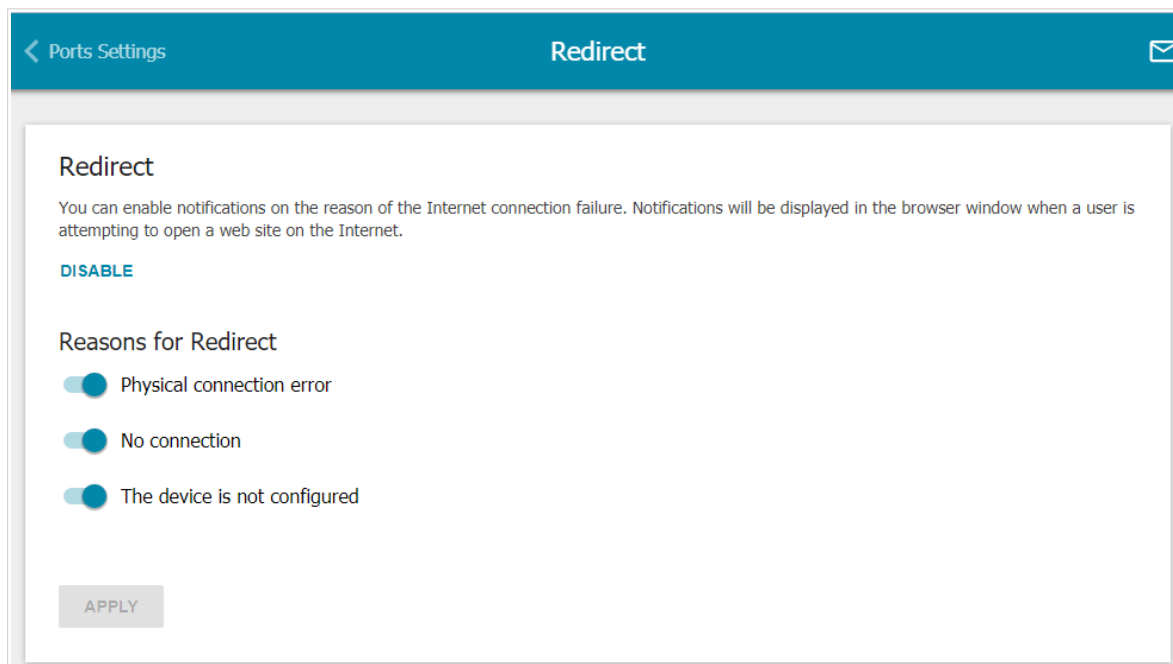 Ports Settings
Redirect
Redirect
You can enable notifications on the reason of the Internet connection failure. Notifications will be displayed in the browser window when a user is
attempting to open a web site on the Internet.
DISABLE
Reasons for Redirect
Physical connection error
No connection
The device is not configured
APPLY